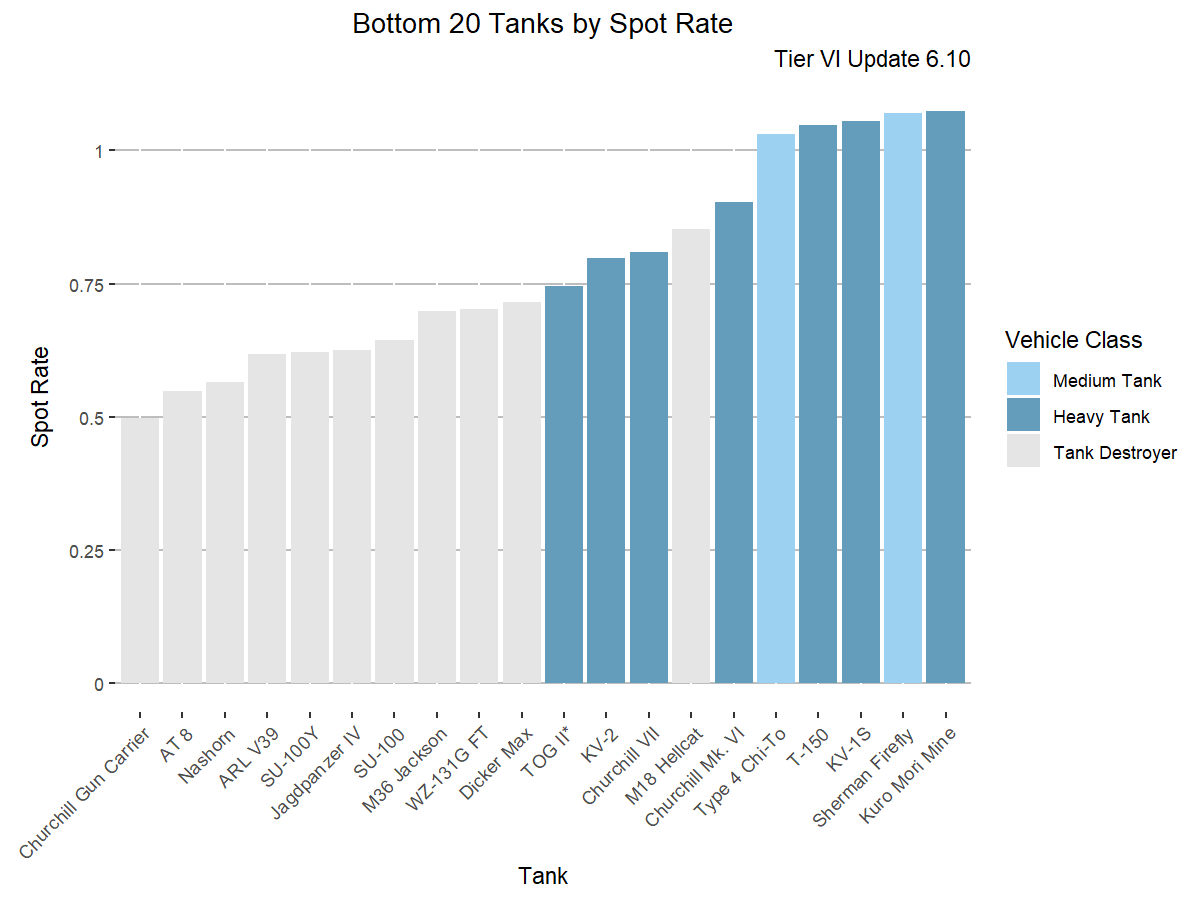 Bottom 20 Tanks by Spot Rate
Tier VI Update 6.10
1
0.75
0.5
0.25
0
Spot Rate
Churchill Gun Carrier
AT 8
Nashorn
ARL V39
SU-100Y
Jagdpanzer IV
SU-100
M36 Jackson
WZ-131G FT
Dicker Max
TOG II*
KV-2
Churchill VII
M18 Hellcat
Churchill Mk. VI
Type 4 Chi-To
T-150
KV-1S
Sherman Firefly
Kuro Mori Mine
Tank
Vehicle Class
Medium Tank
Heavy Tank
Tank Destroyer